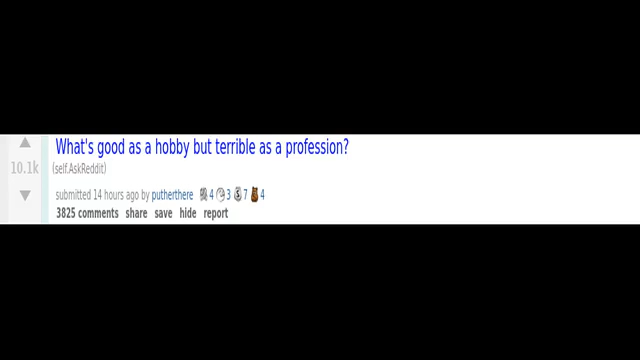 What's good as a hobby but terrible as a profession?
10.1k
(self.AskReddit)
submitted 14 hours ago by putherthere 4 3 7 4
3825 comments share save hide report